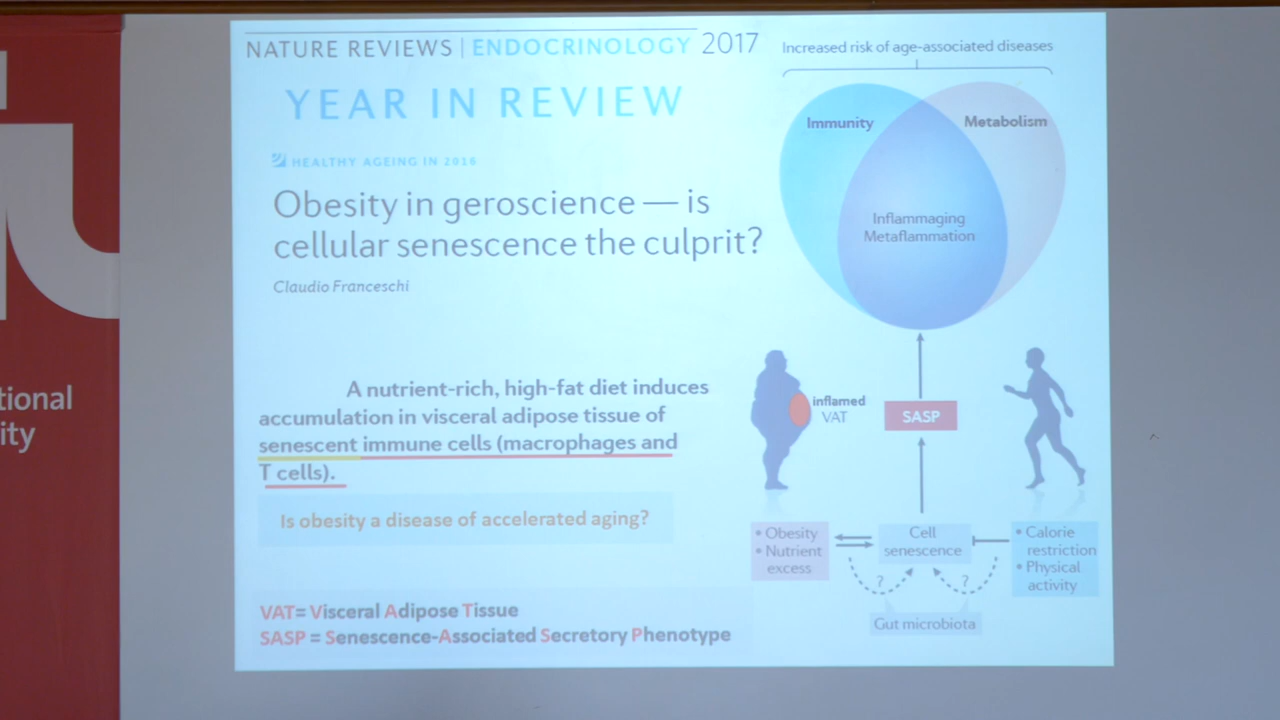 NATURE REVIEWS | ENDOCRINOLOGY 2017
YEAR IN REVIEW
HEALTHY AGEING IN 2016
Obesity in geroscience — is
cellular senescence the culprit?
Claudio Franceschi
A nutrient-rich, high-fat diet induces
accumulation in visceral adipose tissue of
senescent immune cells (macrophages and
T cells).
Is obesity a disease of accelerated aging?
VAT= Visceral Adipose Tissue
SASP = Senescence-Associated Secretory Phenotype
Increased risk of age-associated diseases
Immunity
Metabolism
Inflammaging
Metaflammation
inflamed
VAT
SASP
• Obesity
• Nutrient
excess
Cell
senescence
• Calorie
restriction
• Physical
activity
?
?
Gut microbiota
tional
ity